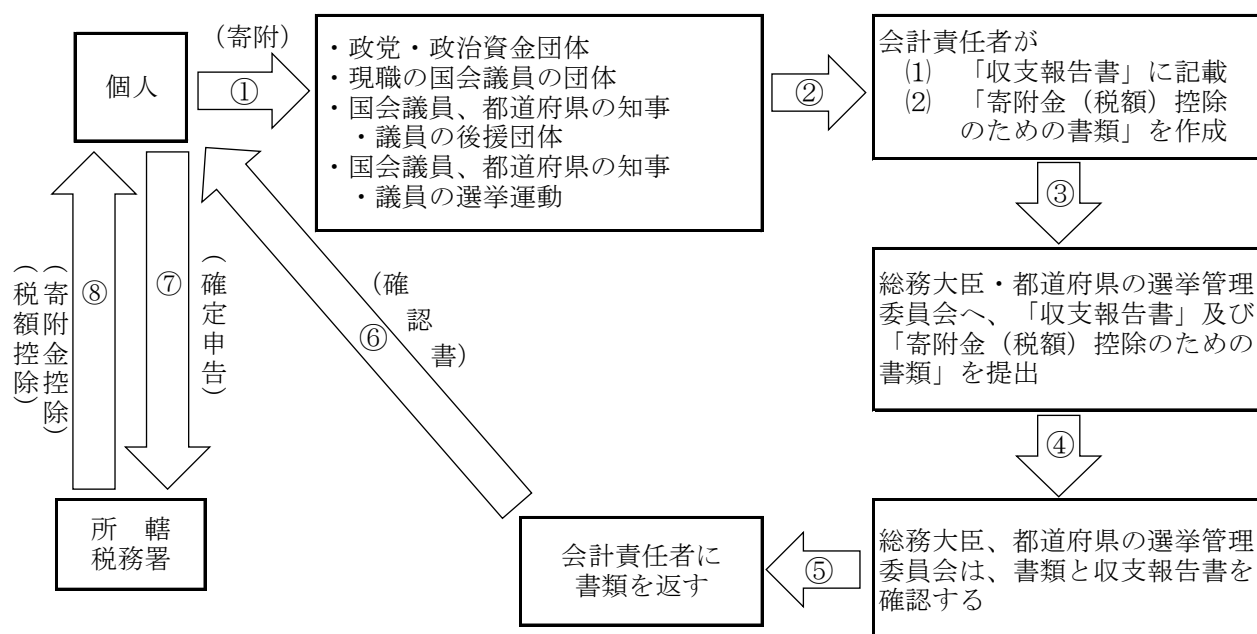 個人
(寄附)
①
・政党・政治資金団体
・現職の国会議員の団体
・国会議員、都道府県の知事
・議員の後援団体
・国会議員、都道府県の知事
・議員の選挙運動
②
会計責任者が
⑴ 「収支報告書」に記載
⑵ 「寄附金(税額)控除
のための書類」を作成
③
総務大臣・都道府県の選挙管理
委員会へ、「収支報告書」及び
「寄附金(税額)控除のための
書類」を提出
④
総務大臣、都道府県の選挙管理
委員会は、書類と収支報告書を
確認する
⑤
会計責任者に
書類を返す
⑥
(確認書)
⑦
(確定申告)
所 轄
税務署
⑧
(寄附金控除)
(税額控除)